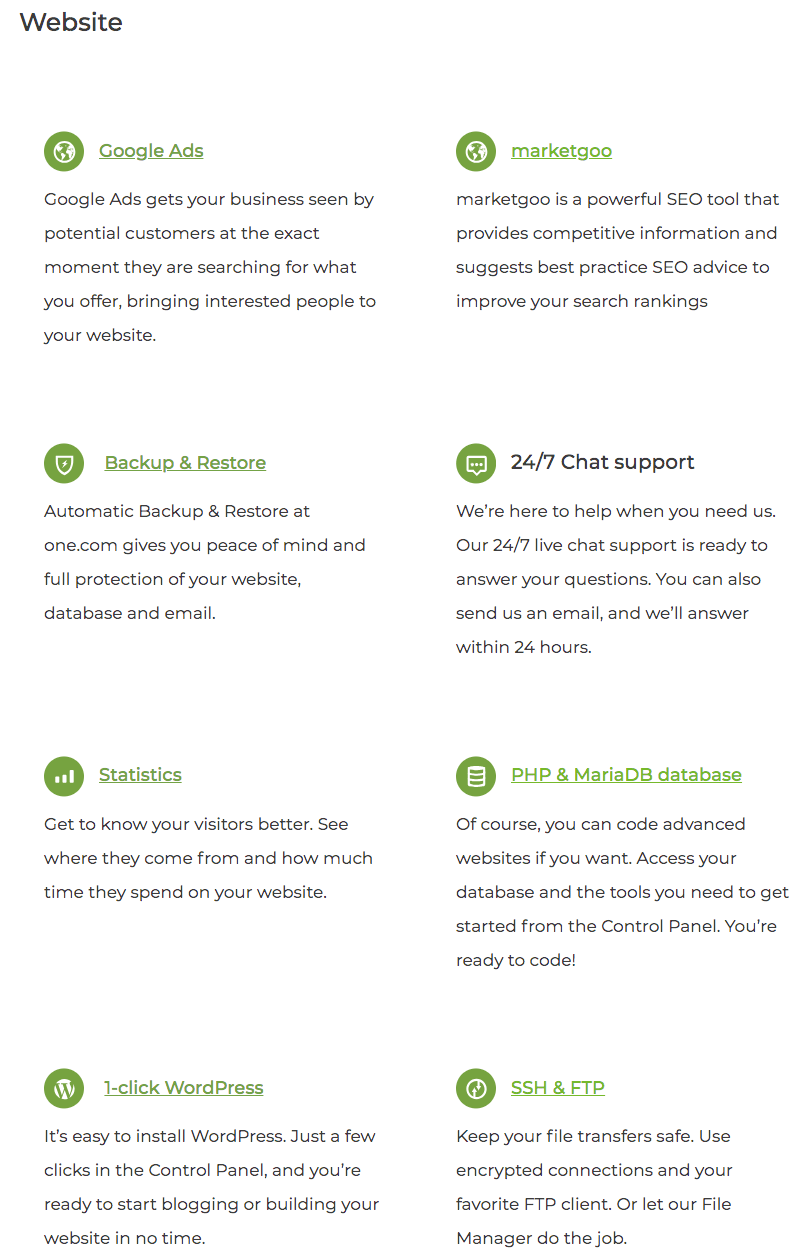 Website
Google Ads
Google Ads gets your business seen by
potential customers at the exact
moment they are searching for what
you offer, bringing interested people to
your website.
marketgoo
marketgoo is a powerful SEO tool that
provides competitive information and
suggests best practice SEO advice to
improve your search rankings
Backup & Restore
Automatic Backup & Restore at
one.com gives you peace of mind and
full protection of your website,
database and email.
24/7 Chat support
We’re here to help when you need us.
Our 24/7 live chat support is ready to
answer your questions. You can also
send us an email, and we’ll answer
within 24 hours.
Statistics
Get to know your visitors better. See
where they come from and how much
time they spend on your website.
PHP & MariaDB database
Of course, you can code advanced
websites if you want. Access your
database and the tools you need to get
started from the Control Panel. You’re
ready to code!
1-click WordPress
It’s easy to install WordPress. Just a few
clicks in the Control Panel, and you’re
ready to start blogging or building your
website in no time.
SSH & FTP
Keep your file transfers safe. Use
encrypted connections and your
favorite FTP client. Or let our File
Manager do the job.